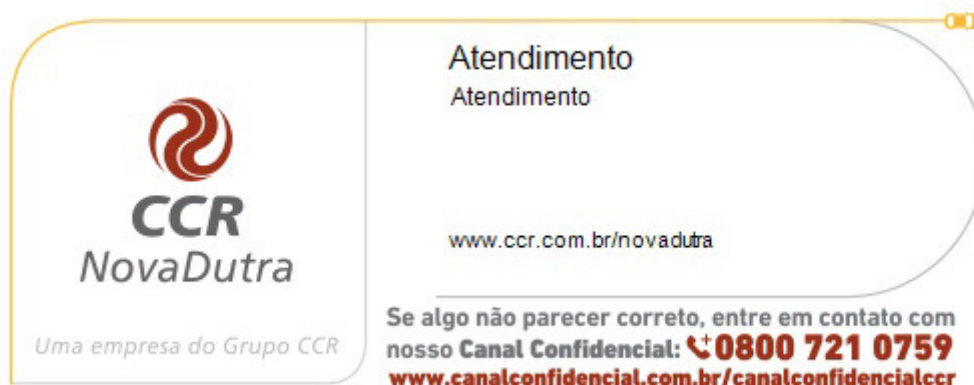 Atendimento
Atendimento
CCR
NovaDutra
www.ccr.com.br/novadutra
Uma empresa do Grupo CCR
Se algo não parecer correto, entre em contato com
nosso Canal Confidencial: 0800 721 0759
www.canalconfidencial.com.br/canalconfidencialccr